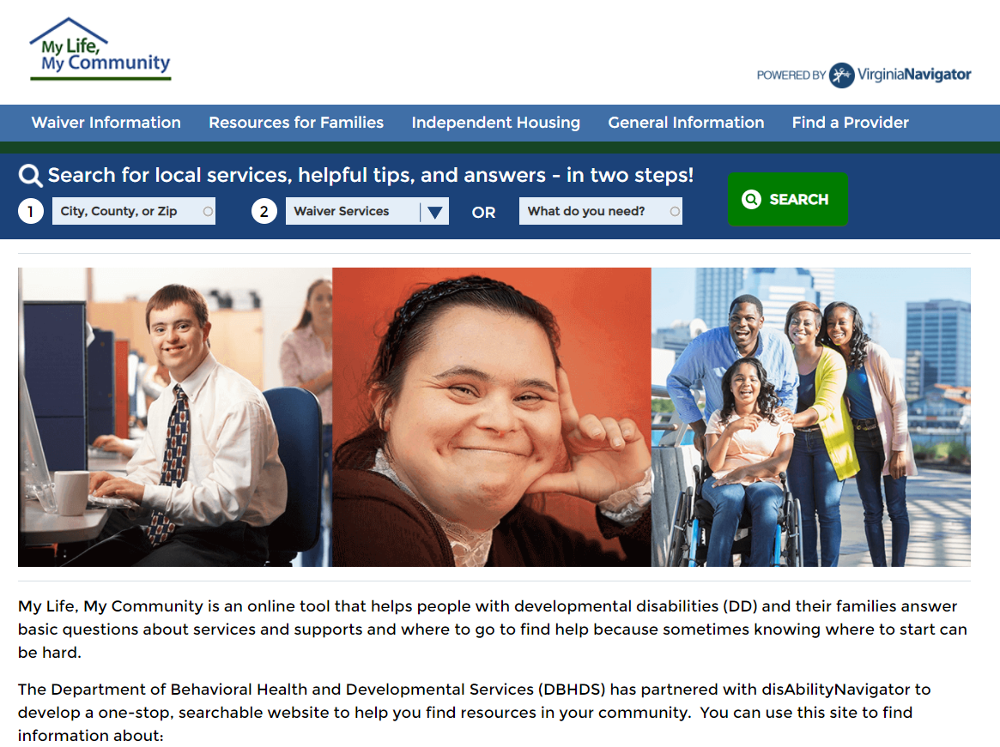 My Life,
My Community
POWERED BY VirginiaNavigator
Waiver Information Resources for Families Independent Housing General Information Find a Provider
Search for local services, helpful tips, and answers - in two steps!
1 City, County, or Zip 2 Waiver Services OR What do you need? SEARCH
My Life, My Community is an online tool that helps people with developmental disabilities (DD) and their families answer
basic questions about services and supports and where to go to find help because sometimes knowing where to start can
be hard.
The Department of Behavioral Health and Developmental Services (DBHDS) has partnered with disAbilityNavigator to
develop a one-stop, searchable website to help you find resources in your community. You can use this site to find
information about: